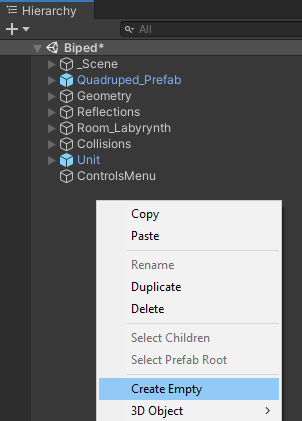 Hierarchy
All
Biped*
_Scene
Quadruped_Prefab
Geometry
Reflections
Room_Labyrynth
Collisions
Unit
ControlsMenu
Copy
Paste
Rename
Duplicate
Delete
Select Children
Select Prefab Root
Create Empty
3D Object